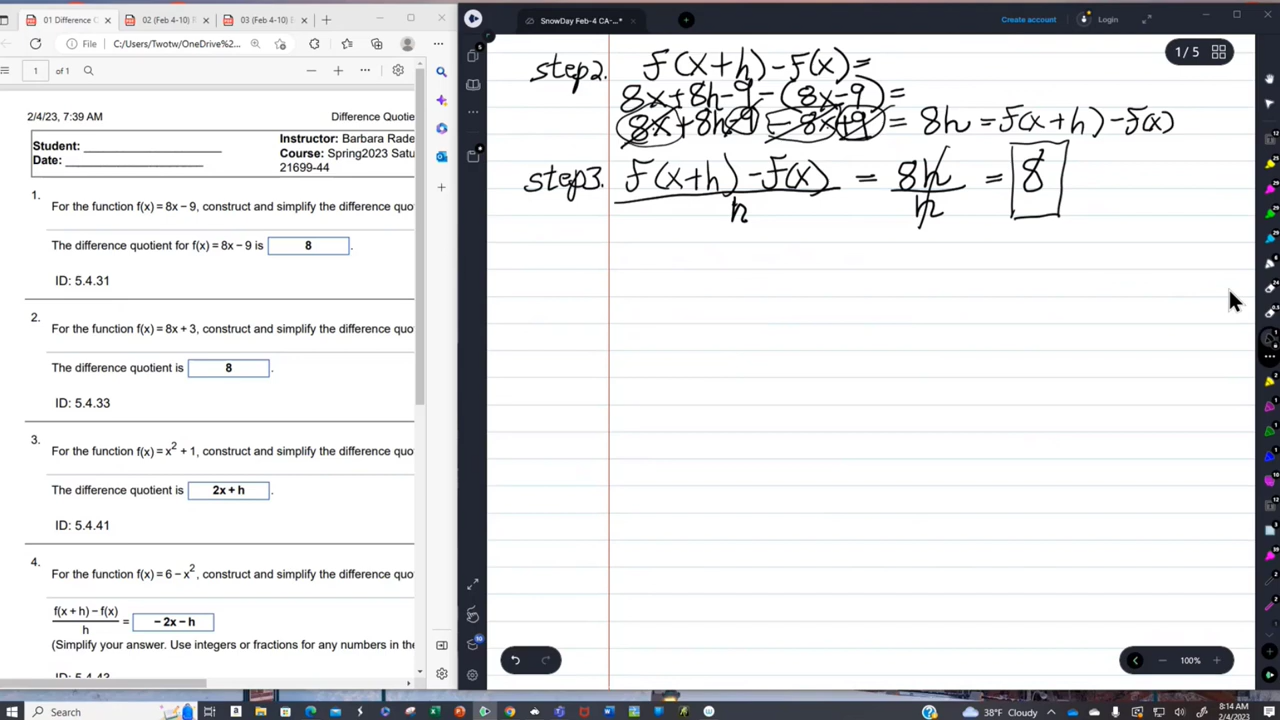 01 Difference C
02 (Feb 4-10) F
03 (Feb 4-10) E
SnowDay Feb-4 CA-...*
Create account
Login
File
C:/Users/Twotw/OneDrive%2...
1
of 1
1/5
2/4/23, 7:39 AM
Difference Quotie
Student:
Date:
Instructor: Barbara Rade
Course: Spring2023 Satu
21699-44
1.
For the function f(x) = 8x − 9, construct and simplify the difference quo
The difference quotient for f(x) = 8x − 9 is 8 .
ID: 5.4.31
2.
For the function f(x) = 8x + 3, construct and simplify the difference quo
The difference quotient is 8 .
ID: 5.4.33
3.
For the function f(x) = x² + 1, construct and simplify the difference quo
The difference quotient is 2x + h .
ID: 5.4.41
4.
For the function f(x) = 6 − x², construct and simplify the difference quo
f(x + h) − f(x)
h
= − 2x − h
(Simplify your answer. Use integers or fractions for any numbers in the
step2. f(x+h)-f(x)=
8x+8h-9-(8x-9)=
8x+8h-9-8x+9= 8h =f(x+h)-f(x)
step3. f(x+h)-f(x) = 8h = 8
h h
100%
Search
38°F Cloudy
8:14 AM
2/4/2023